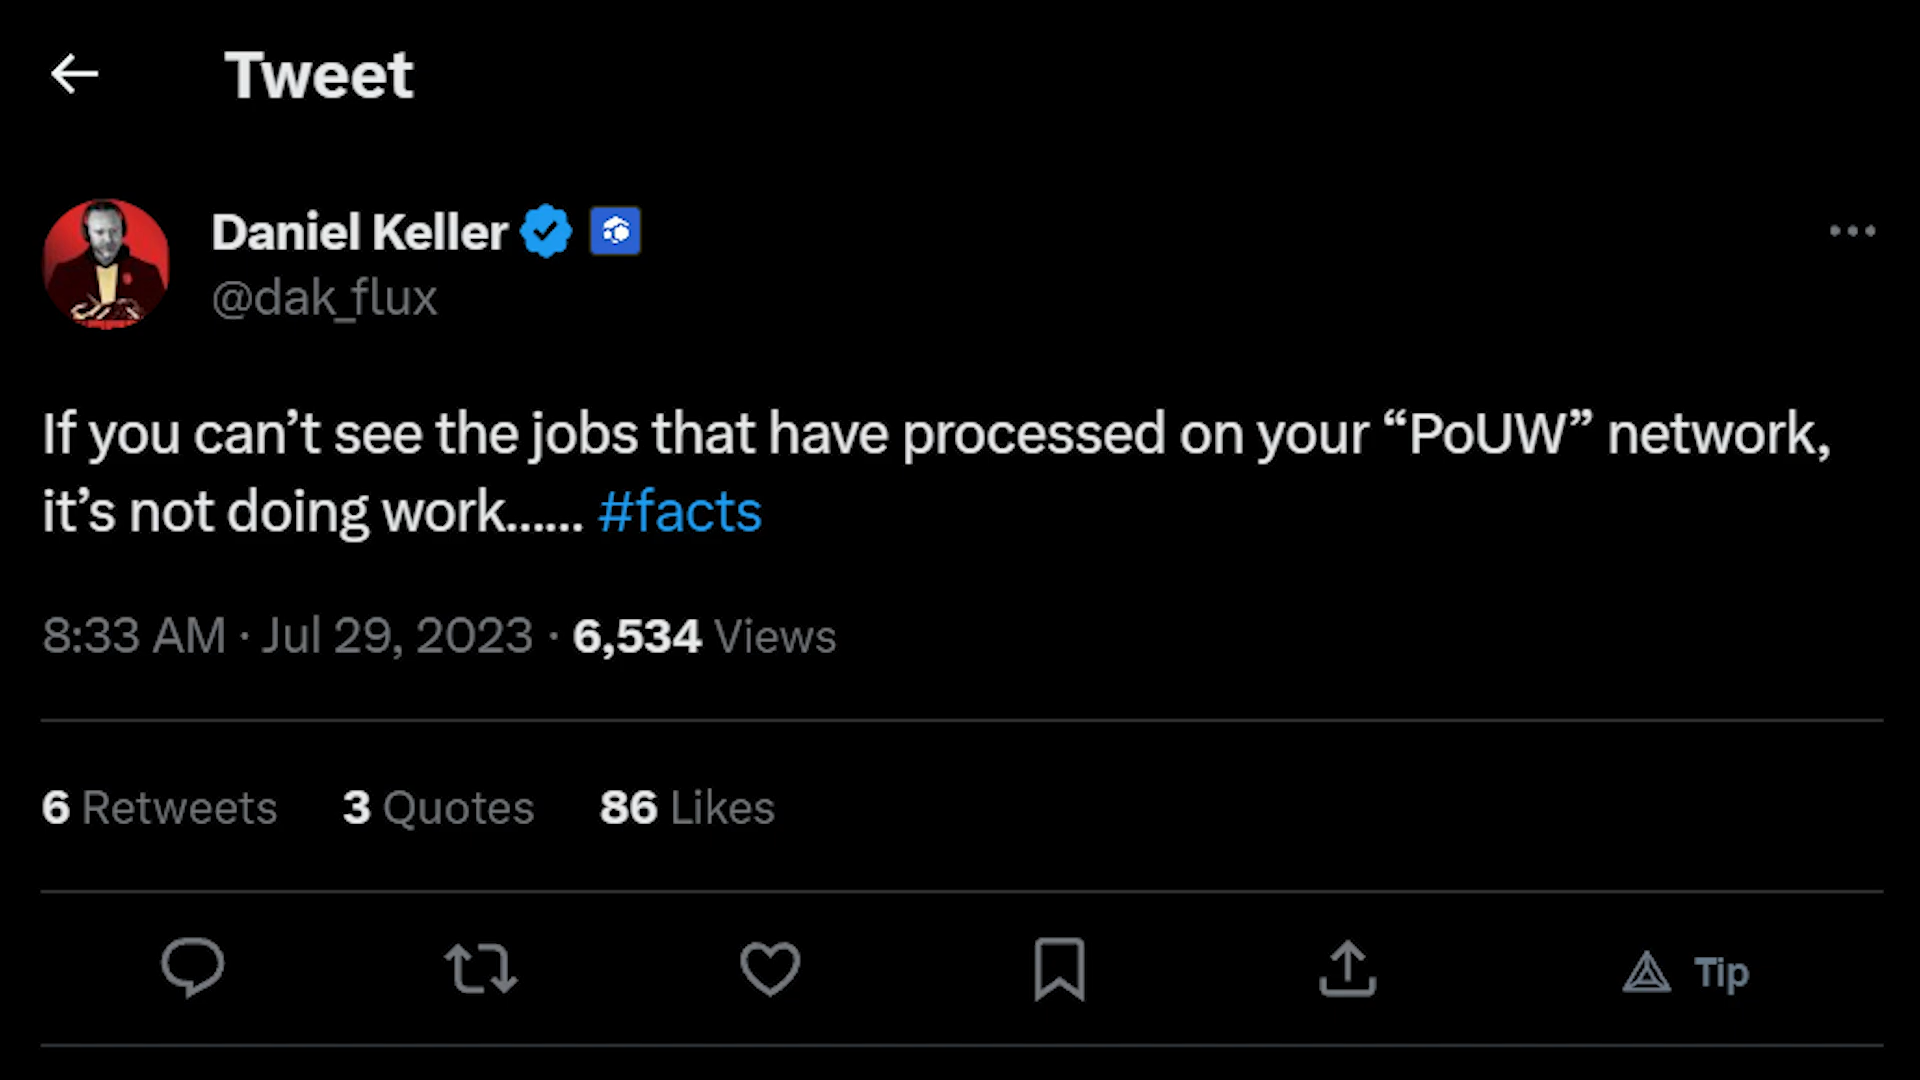 Tweet
Daniel Keller
@dak_flux
If you can’t see the jobs that have processed on your “PoUW” network,
it’s not doing work...... #facts
8:33 AM · Jul 29, 2023 · 6,534 Views
6 Retweets 3 Quotes 86 Likes
Tip